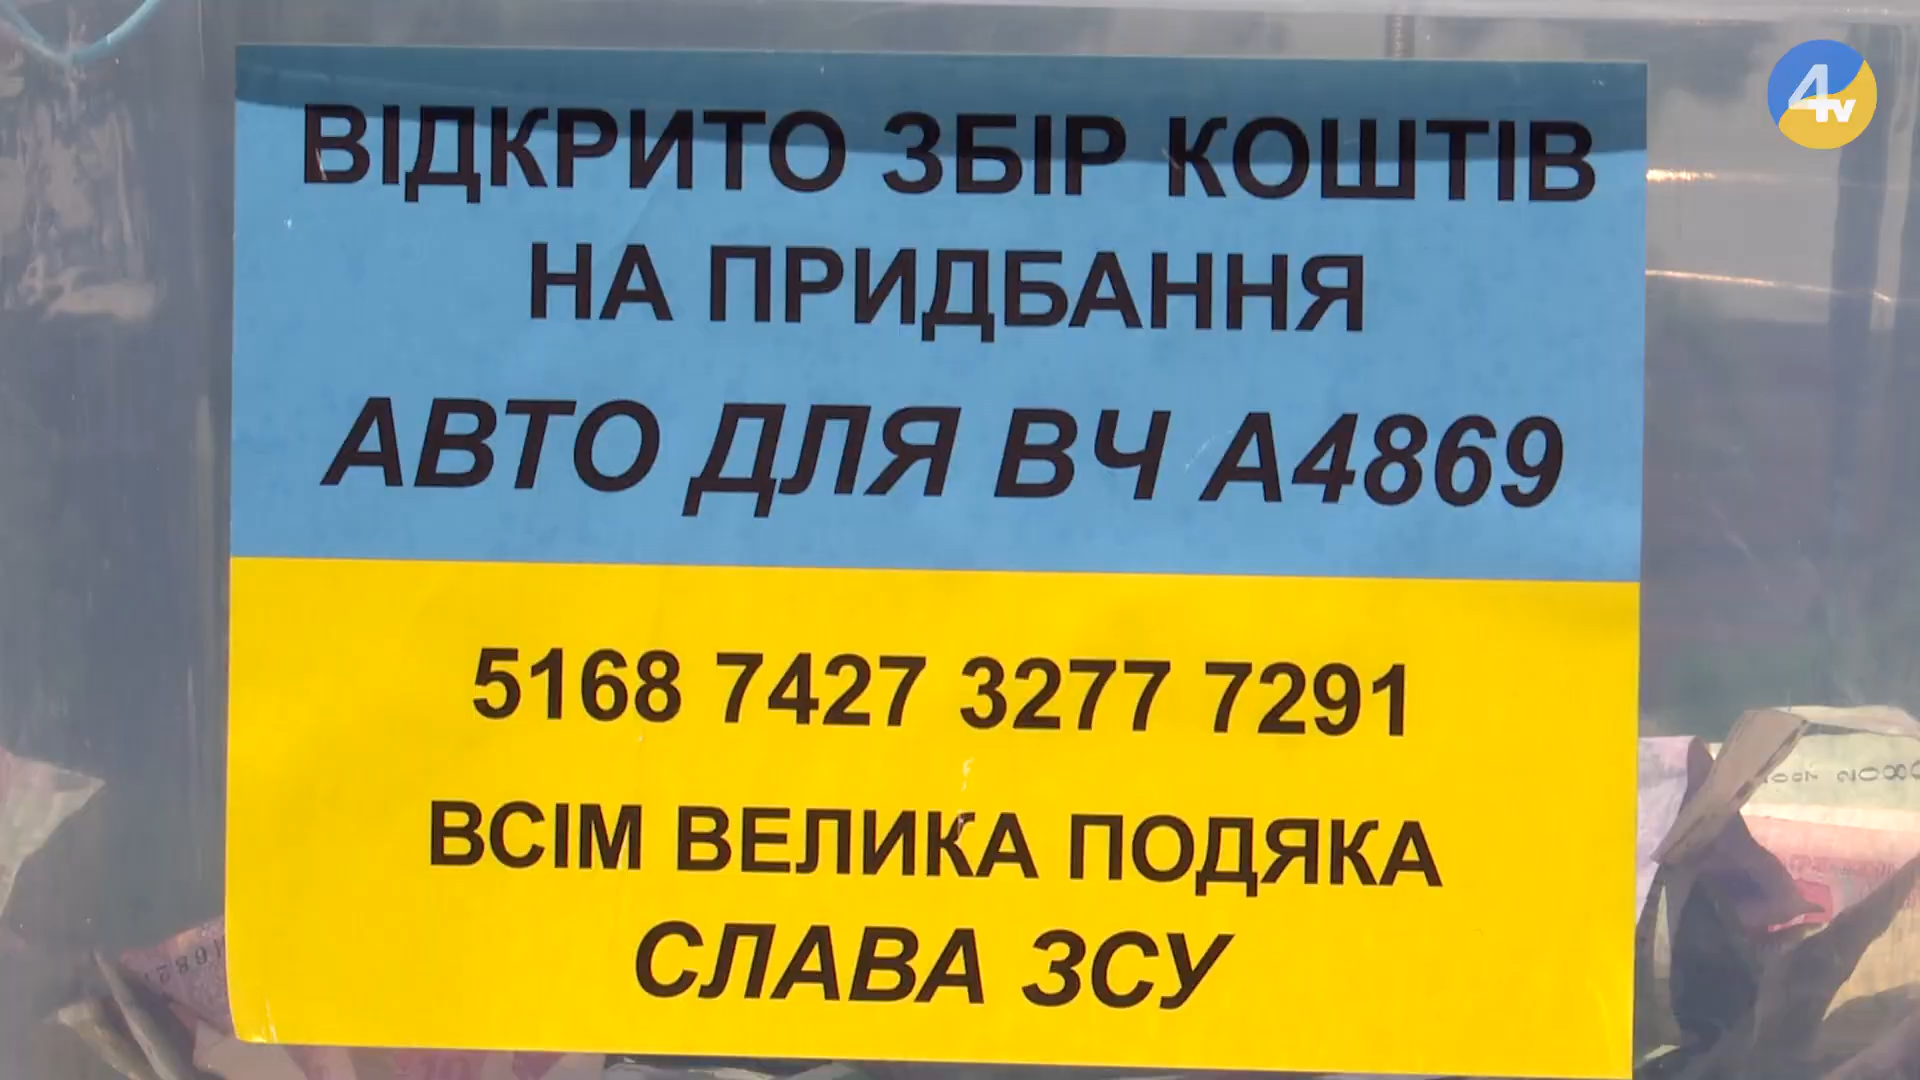 4tv
ВІДКРИТО ЗБІР КОШТІВ
НА ПРИДБАННЯ
АВТО ДЛЯ ВЧ А4869
5168 7427 3277 7291
ВСІМ ВЕЛИКА ПОДЯКА
СЛАВА ЗСУ